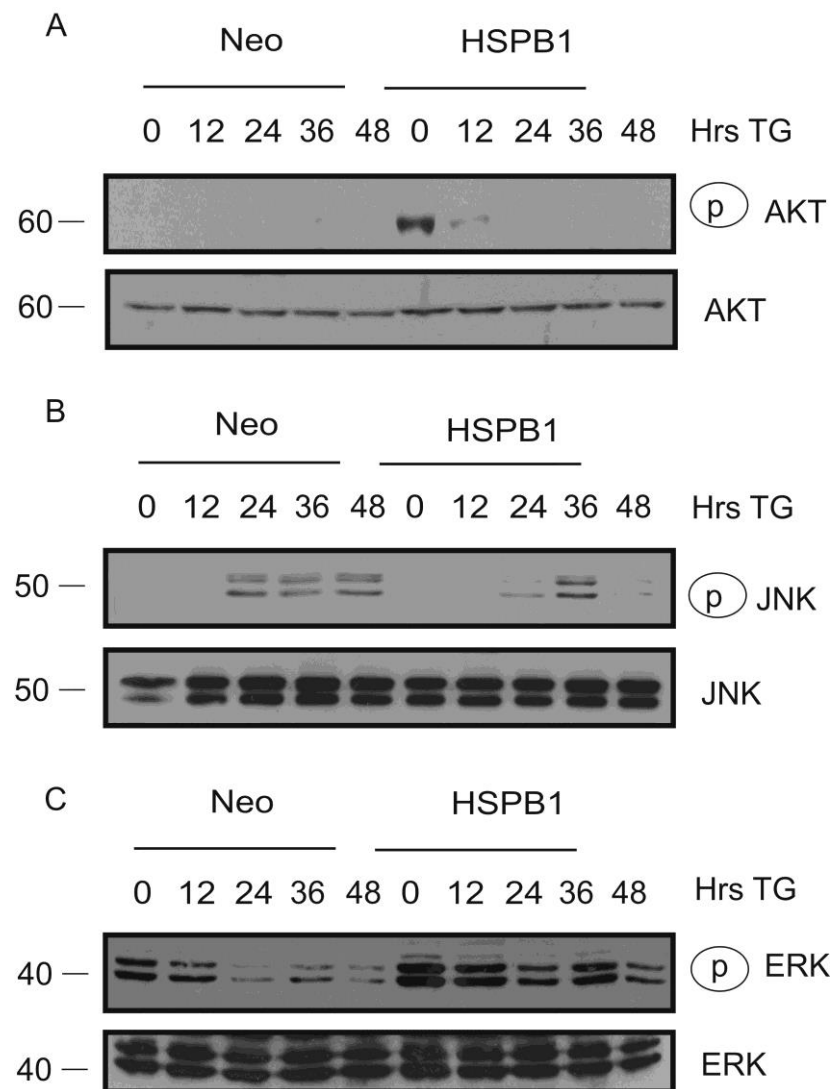 A
Neo HSPB1
0 12 24 36 48 0 12 24 36 48 Hrs TG
60 p AKT
60 AKT
B
Neo HSPB1
0 12 24 36 48 0 12 24 36 48 Hrs TG
50 p JNK
50 JNK
C
Neo HSPB1
0 12 24 36 48 0 12 24 36 48 Hrs TG
40 p ERK
40 ERK